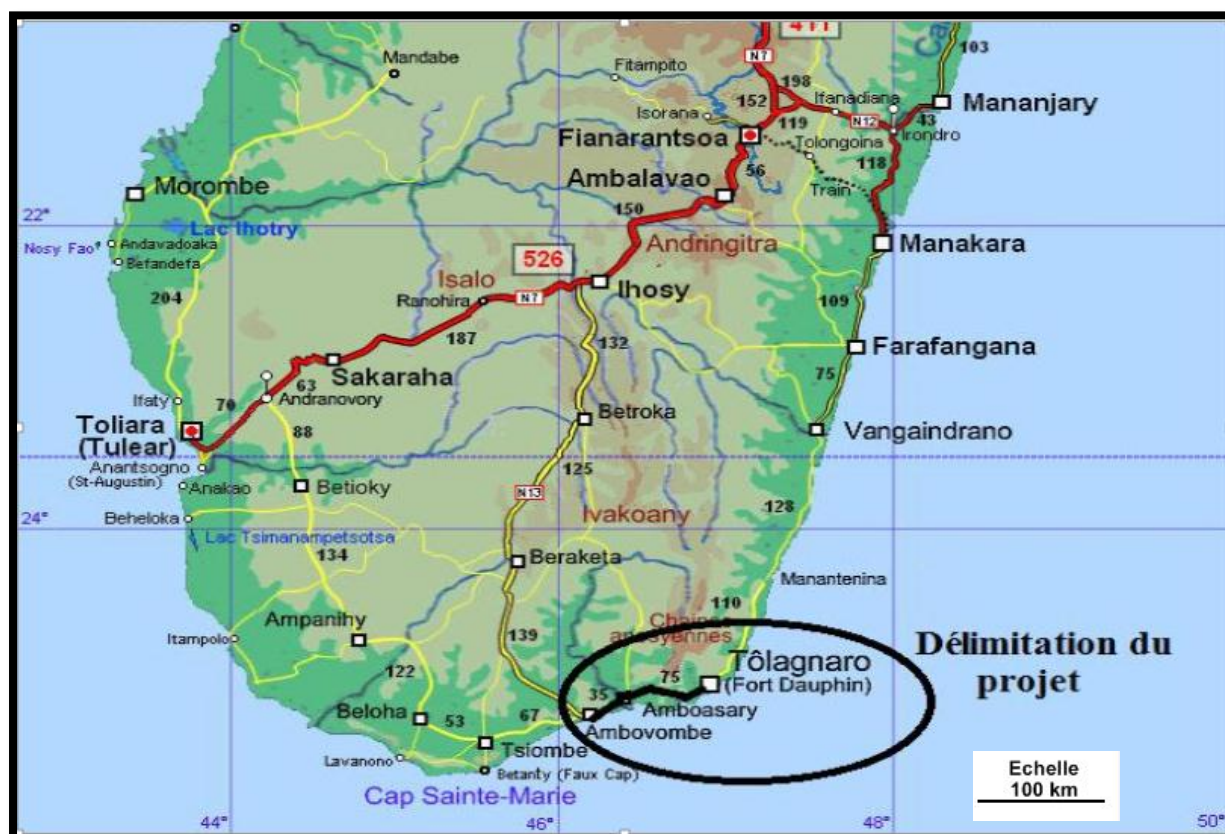 411
103
N7
Mandabe
Fitampito
198
152
Ifanadiana
Isorana
Mananjary
119
N12
43
Fianarantsoa
Irondro
Tolongoina
118
56
Ambalavao
Train
Morombe
150
22°
Lac Ihotry
Nosy Fao
Andavadoaka
Befandefa
Andringitra
Manakara
526
Isalo
Ihosy
Ranohira
N7
204
109
187
132
Farafangana
Sakaraha
63
75
Ifaty
70
Andranovory
Betroka
Toliara
(Tulear)
88
Vangaindrano
Anantsogno
(St-Augustin)
125
Anakao
Betioky
N13
128
Beheloka
Ivakoany
24°
Lac Tsimanampetsotsa
134
Beraketa
Manantenina
110
Ampanihy
Itampolo
139
Chaines
anosyennes
Délimitation du
projet
Tôlagnaro
(Fort Dauphin)
122
75
35
Amboasary
Beloha
53
67
Ambovombe
Tsiombe
Lavanono
Betanty (Faux Cap)
Cap Sainte-Marie
Echelle
100 km
44°
46°
48°
50°